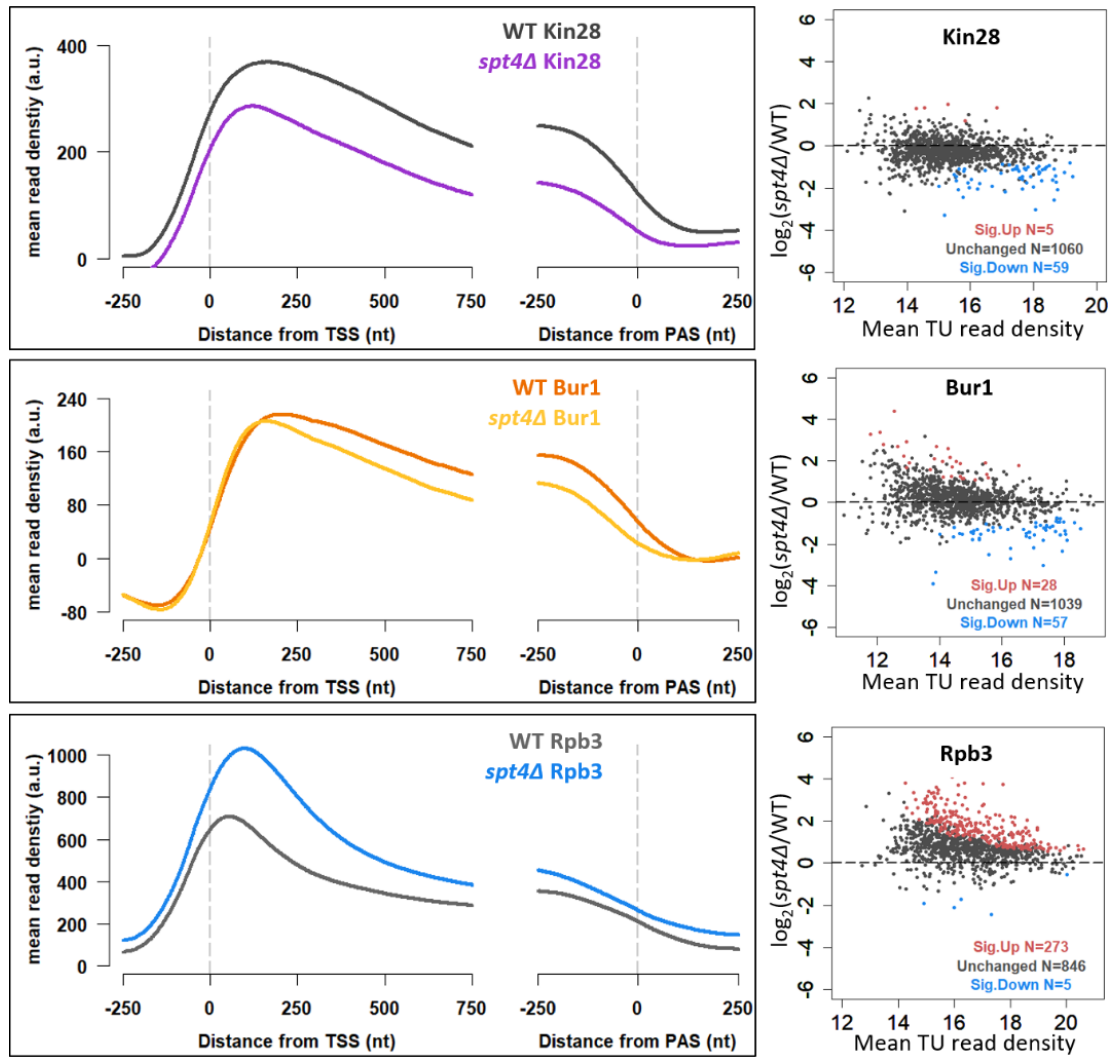 WT Kin28
spt4Δ Kin28
mean read denstiy (a.u.)
400
200
0
-250 0 250 500 750 -250 0 250
Distance from TSS (nt) Distance from PAS (nt)
Kin28
log2(spt4Δ/WT)
6
4
2
0
-2
-4
-6
Sig.Up N=5
Unchanged N=1060
Sig.Down N=59
12 14 16 18 20
Mean TU read density
WT Bur1
spt4Δ Bur1
mean read denstiy (a.u.)
240
160
80
0
-80
-250 0 250 500 750 -250 0 250
Distance from TSS (nt) Distance from PAS (nt)
Bur1
log2(spt4Δ/WT)
6
4
2
0
-2
-4
-6
Sig.Up N=28
Unchanged N=1039
Sig.Down N=57
12 14 16 18
Mean TU read density
WT Rpb3
spt4Δ Rpb3
mean read denstiy (a.u.)
1000
800
600
400
200
0
-250 0 250 500 750 -250 0 250
Distance from TSS (nt) Distance from PAS (nt)
Rpb3
log2(spt4Δ/WT)
6
4
2
0
-2
-4
-6
Sig.Up N=273
Unchanged N=846
Sig.Down N=5
12 14 16 18 20
Mean TU read density